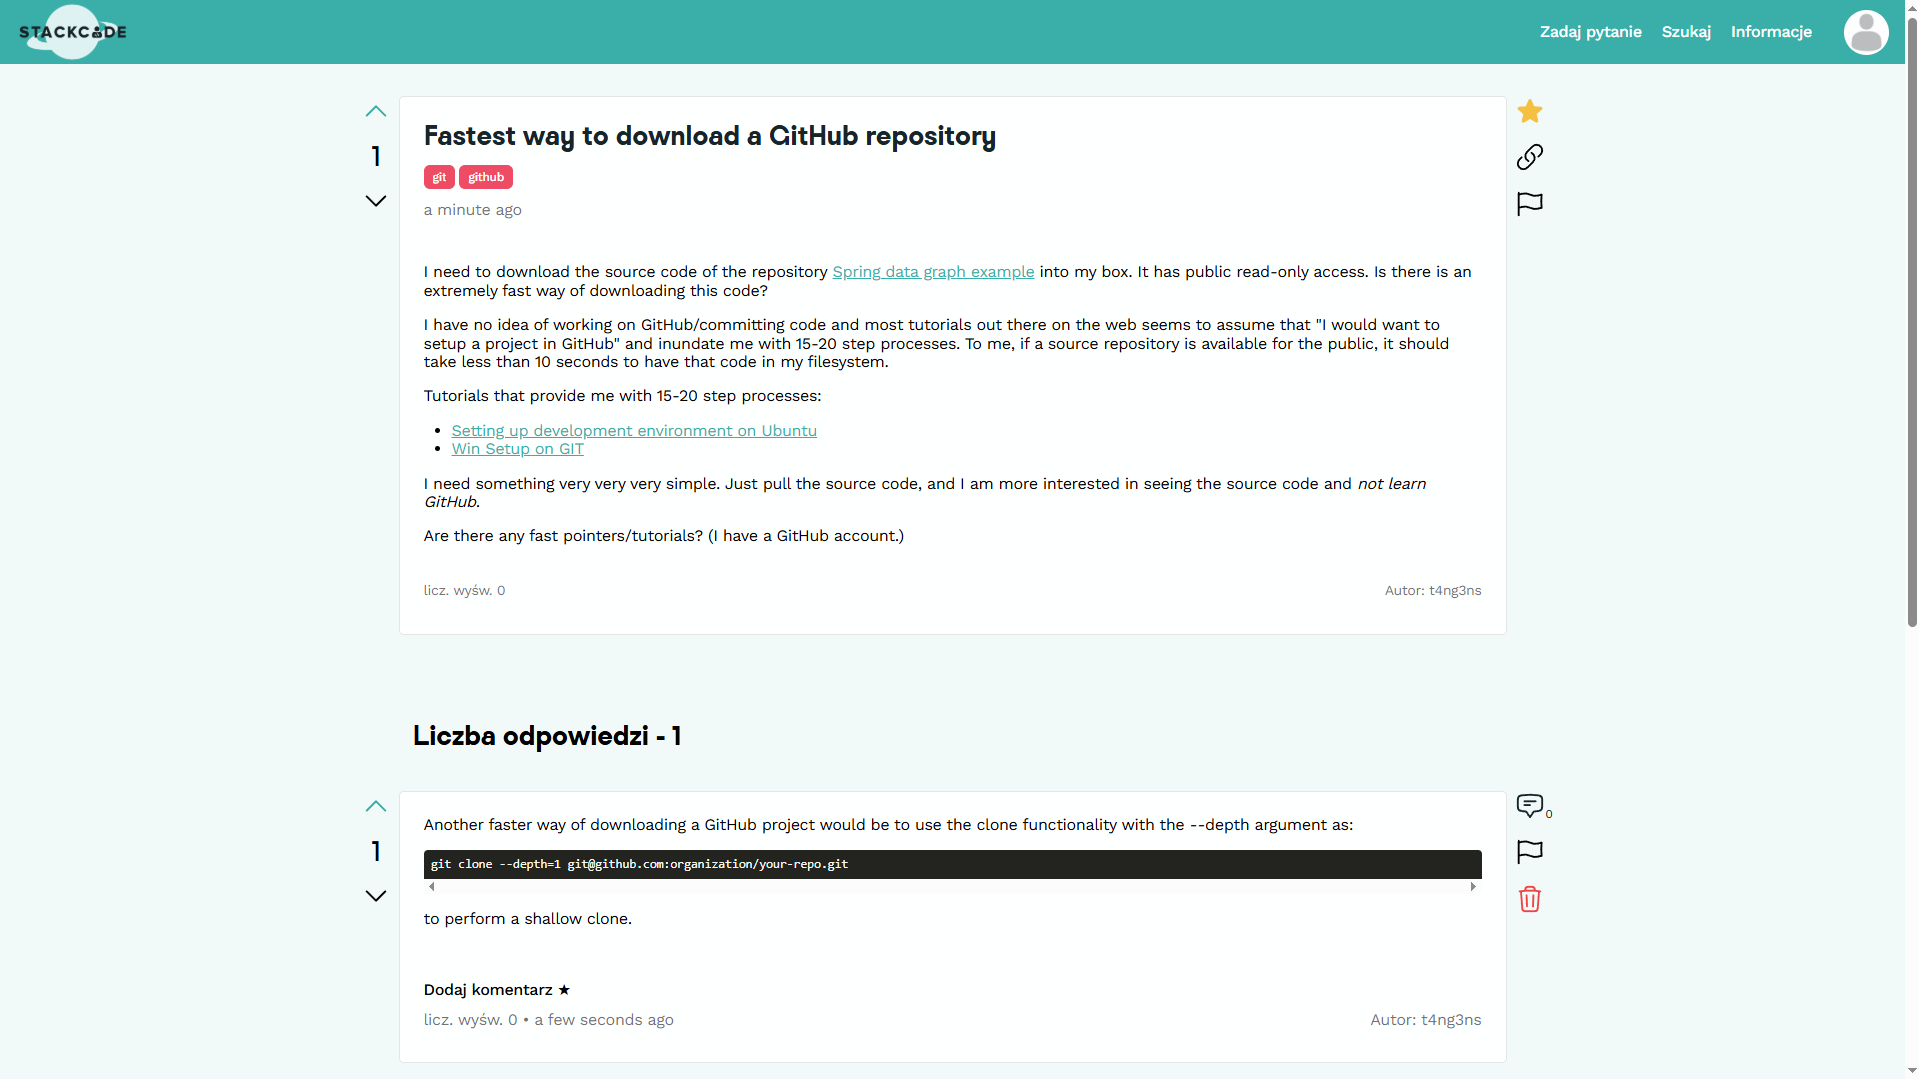 STACKCODE
Zadaj pytanie
Szukaj
Informacje
1
Fastest way to download a GitHub repository
git
github
a minute ago
I need to download the source code of the repository Spring data graph example into my box. It has public read-only access. Is there is an
extremely fast way of downloading this code?
I have no idea of working on GitHub/committing code and most tutorials out there on the web seems to assume that "I would want to
setup a project in GitHub" and inundate me with 15-20 step processes. To me, if a source repository is available for the public, it should
take less than 10 seconds to have that code in my filesystem.
Tutorials that provide me with 15-20 step processes:
Setting up development environment on Ubuntu
Win Setup on GIT
I need something very very very simple. Just pull the source code, and I am more interested in seeing the source code and not learn
GitHub.
Are there any fast pointers/tutorials? (I have a GitHub account.)
licz. wyśw. 0
Autor: t4ng3ns
Liczba odpowiedzi - 1
1
Another faster way of downloading a GitHub project would be to use the clone functionality with the --depth argument as:
0
git clone --depth=1 git@github.com:organization/your-repo.git
to perform a shallow clone.
Dodaj komentarz ★
licz. wyśw. 0 • a few seconds ago
Autor: t4ng3ns